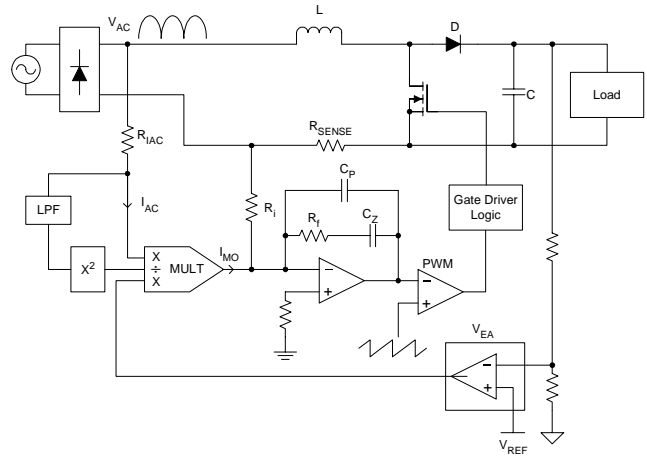 V_AC
L
D
C
Load
R_IAC
R_SENSE
C_P
LPF
I_AC
R_i
R_f
C_Z
Gate Driver
Logic
X²
X
÷
X
MULT
I_MO
−
+
PWM
−
+
V_EA
−
+
V_REF